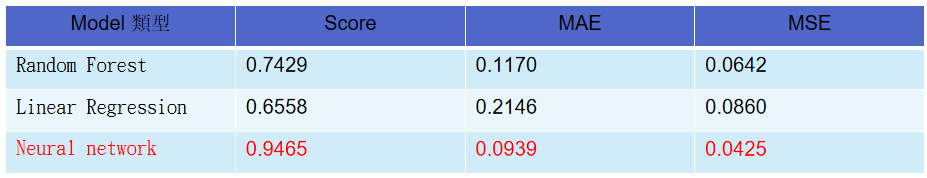 Model 類型 Score MAE MSE
Random Forest 0.7429 0.1170 0.0642
Linear Regression 0.6558 0.2146 0.0860
Neural network 0.9465 0.0939 0.0425